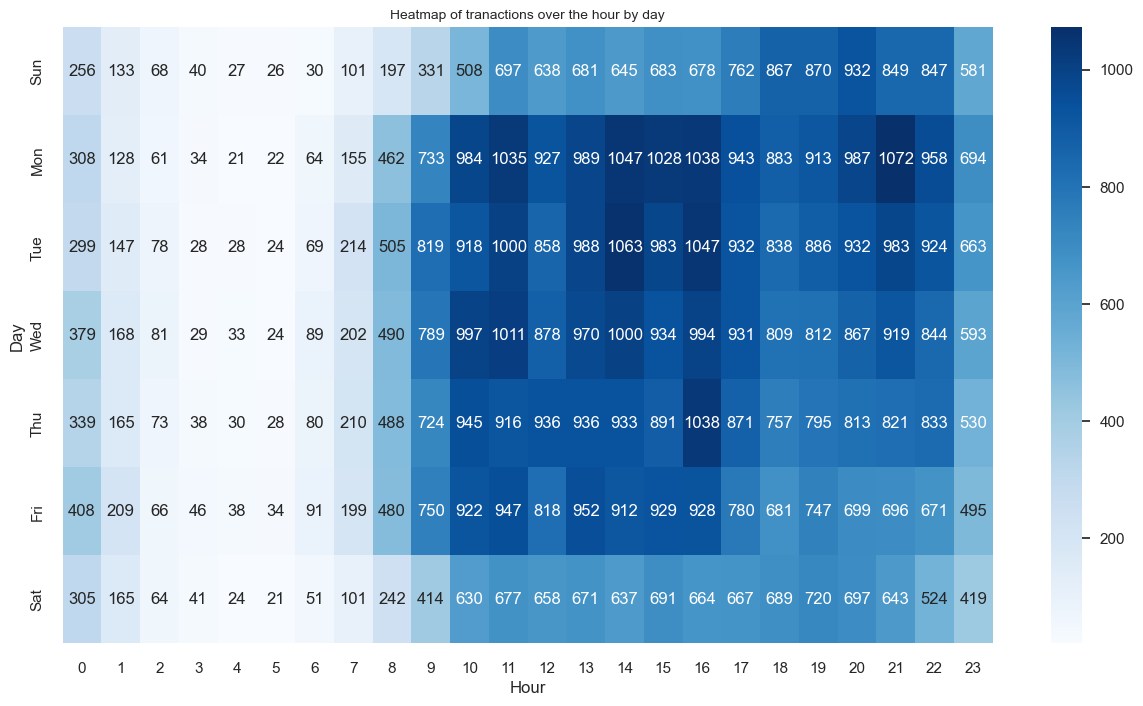 Heatmap of tranactions over the hour by day
Sun 256 133 68 40 27 26 30 101 197 331 508 697 638 681 645 683 678 762 867 870 932 849 847 581
Mon 308 128 61 34 21 22 64 155 462 733 984 1035 927 989 1047 1028 1038 943 883 913 987 1072 958 694
Tue 299 147 78 28 28 24 69 214 505 819 918 1000 858 988 1063 983 1047 932 838 886 932 983 924 663
Wed 379 168 81 29 33 24 89 202 490 789 997 1011 878 970 1000 934 994 931 809 812 867 919 844 593
Thu 339 165 73 38 30 28 80 210 488 724 945 916 936 936 933 891 1038 871 757 795 813 821 833 530
Fri 408 209 66 46 38 34 91 199 480 750 922 947 818 952 912 929 928 780 681 747 699 696 671 495
Sat 305 165 64 41 24 21 51 101 242 414 630 677 658 671 637 691 664 667 689 720 697 643 524 419
0 1 2 3 4 5 6 7 8 9 10 11 12 13 14 15 16 17 18 19 20 21 22 23
Hour
Day
1000
800
600
400
200